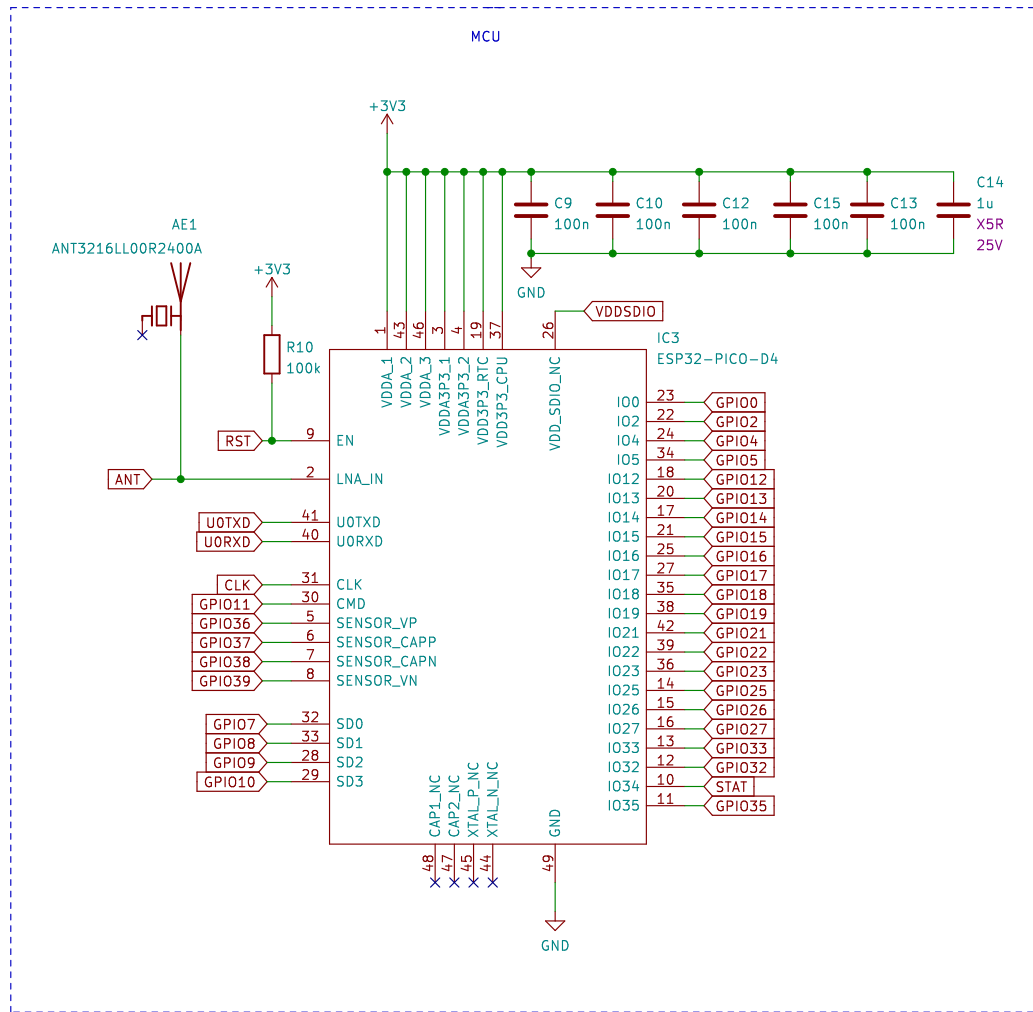 MCU
+3V3
C9
100n
C10
100n
C12
100n
C15
100n
C13
100n
C14
1u
X5R
25V
GND
AE1
ANT3216LL00R2400A
+3V3
R10
100k
VDDSDIO
IC3
ESP32-PICO-D4
1
43
46
3
4
19
37
26
VDDA_1
VDDA_2
VDDA_3
VDDA3P3_1
VDDA3P3_2
VDD3P3_RTC
VDD3P3_CPU
VDD_SDIO_NC
RST 9 EN
ANT 2 LNA_IN
U0TXD 41 U0TXD
U0RXD 40 U0RXD
CLK 31 CLK
GPIO11 30 CMD
GPIO36 5 SENSOR_VP
GPIO37 6 SENSOR_CAPP
GPIO38 7 SENSOR_CAPN
GPIO39 8 SENSOR_VN
GPIO7 32 SD0
GPIO8 33 SD1
GPIO9 28 SD2
GPIO10 29 SD3
IO0 23 GPIO0
IO2 22 GPIO2
IO4 24 GPIO4
IO5 34 GPIO5
IO12 18 GPIO12
IO13 20 GPIO13
IO14 17 GPIO14
IO15 21 GPIO15
IO16 25 GPIO16
IO17 27 GPIO17
IO18 35 GPIO18
IO19 38 GPIO19
IO21 42 GPIO21
IO22 39 GPIO22
IO23 36 GPIO23
IO25 14 GPIO25
IO26 15 GPIO26
IO27 16 GPIO27
IO33 13 GPIO33
IO32 12 GPIO32
IO34 10 STAT
IO35 11 GPIO35
CAP1_NC
CAP2_NC
XTAL_P_NC
XTAL_N_NC
GND
48
47
45
44
49
GND